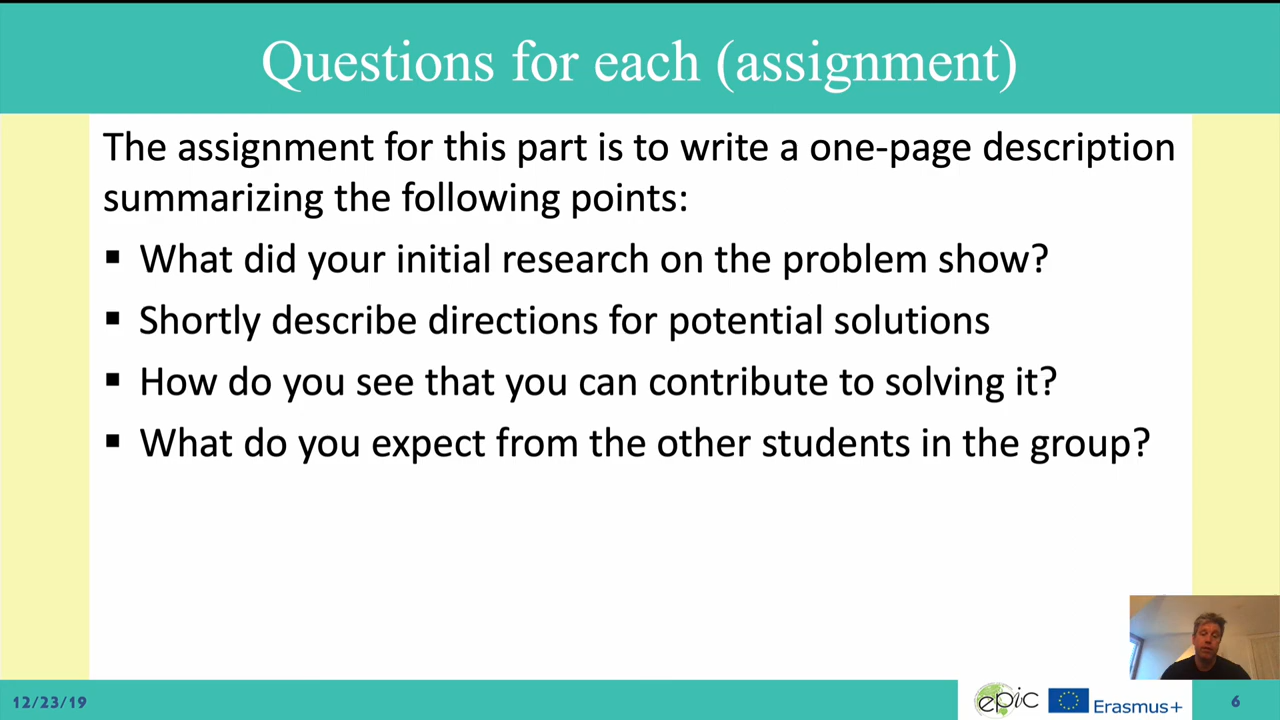 Questions for each (assignment)
The assignment for this part is to write a one-page description
summarizing the following points:
▪ What did your initial research on the problem show?
▪ Shortly describe directions for potential solutions
▪ How do you see that you can contribute to solving it?
▪ What do you expect from the other students in the group?
12/23/19
epic
Erasmus+
6